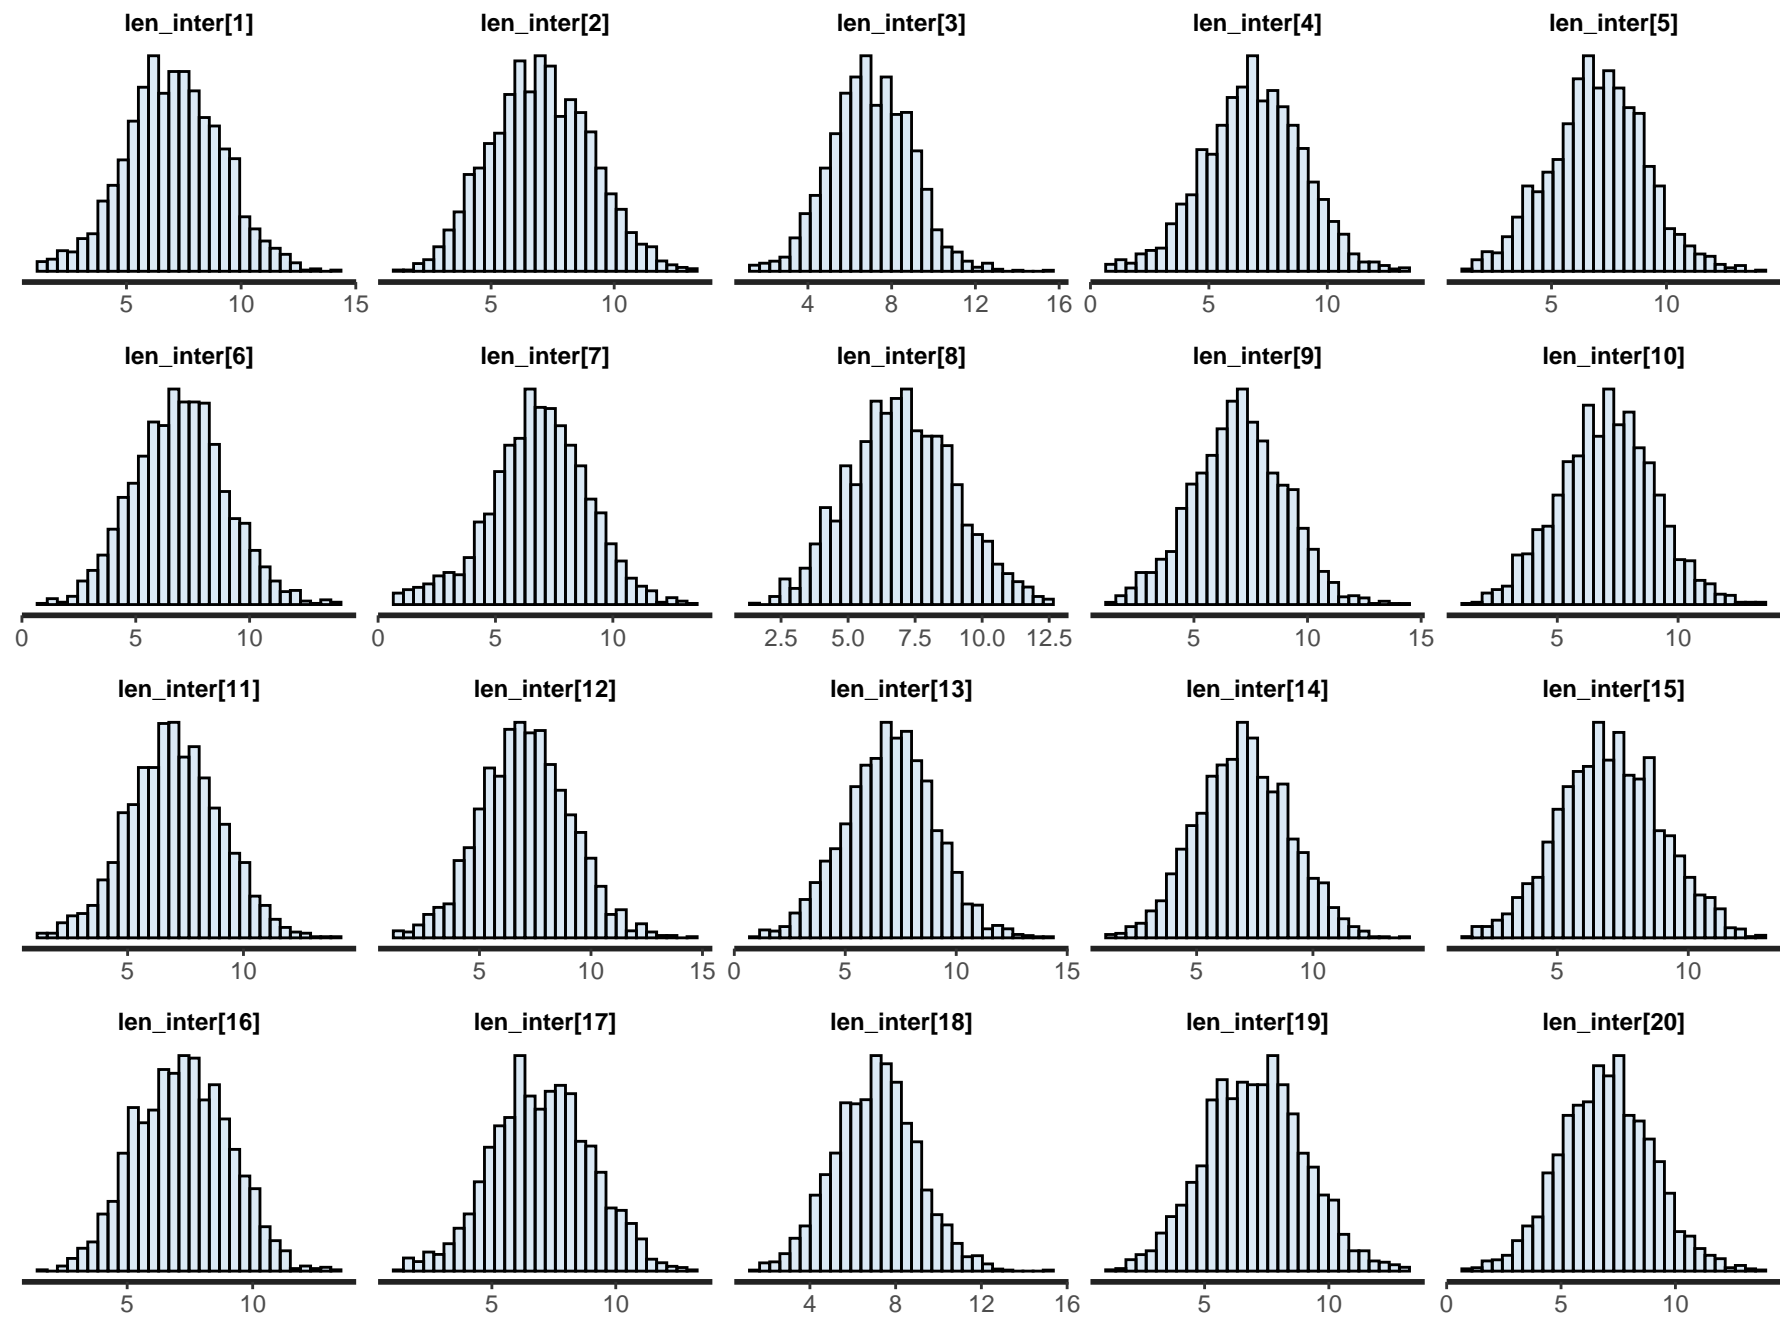 len_inter[1] len_inter[2] len_inter[3] len_inter[4] len_inter[5]
5 10 15 5 10 4 8 12 16 0 5 10 5 10
len_inter[6] len_inter[7] len_inter[8] len_inter[9] len_inter[10]
0 5 10 0 5 10 2.5 5.0 7.5 10.0 12.5 5 10 15 5 10
len_inter[11] len_inter[12] len_inter[13] len_inter[14] len_inter[15]
5 10 5 10 15 0 5 10 15 5 10 5 10
len_inter[16] len_inter[17] len_inter[18] len_inter[19] len_inter[20]
5 10 5 10 4 8 12 16 5 10 0 5 10